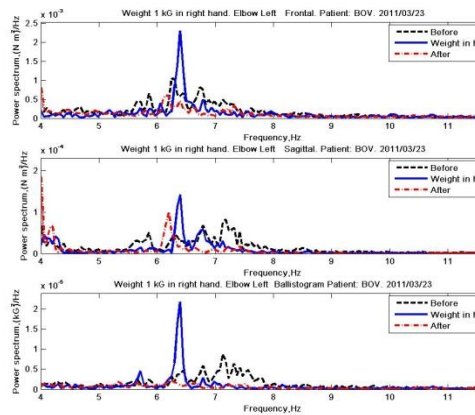 Weight 1 kG in right hand. Elbow Left Frontal. Patient: BOV. 2011/03/23
x 10⁻³
2.5
2
1.5
1
0.5
0
Power spectrum,(N m)²/Hz
Before
Weight in h
After
4 5 6 7 8 9 10 11
Frequency,Hz
Weight 1 kG in right hand. Elbow Left Sagittal. Patient: BOV. 2011/03/23
x 10⁻⁴
2
1
0
Power spectrum,(N m)²/Hz
Before
Weight in h
After
4 5 6 7 8 9 10 11
Frequency,Hz
Weight 1 kG in right hand. Elbow Left Ballistogram Patient: BOV. 2011/03/23
2
1.5
1
0.5
0
Power spectrum,(kG)²/Hz
Before
Weight in h
After
4 5 6 7 8 9 10 11
Frequency,Hz